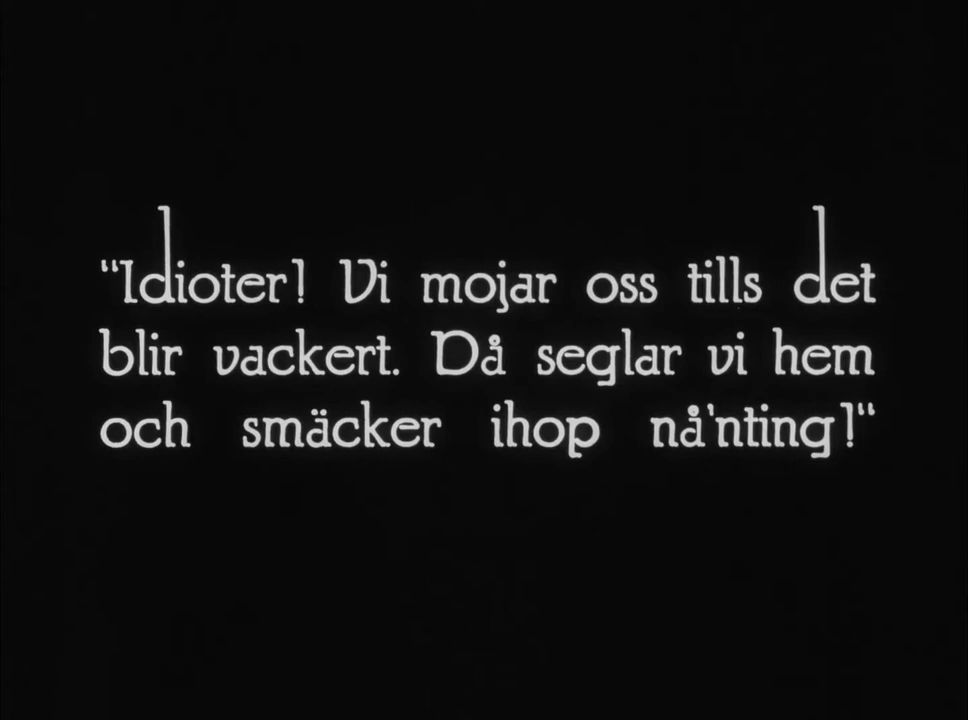 “Idioter! Vi mojar oss tills det
blir vackert. Då seglar vi hem
och smäcker ihop nå'nting!“